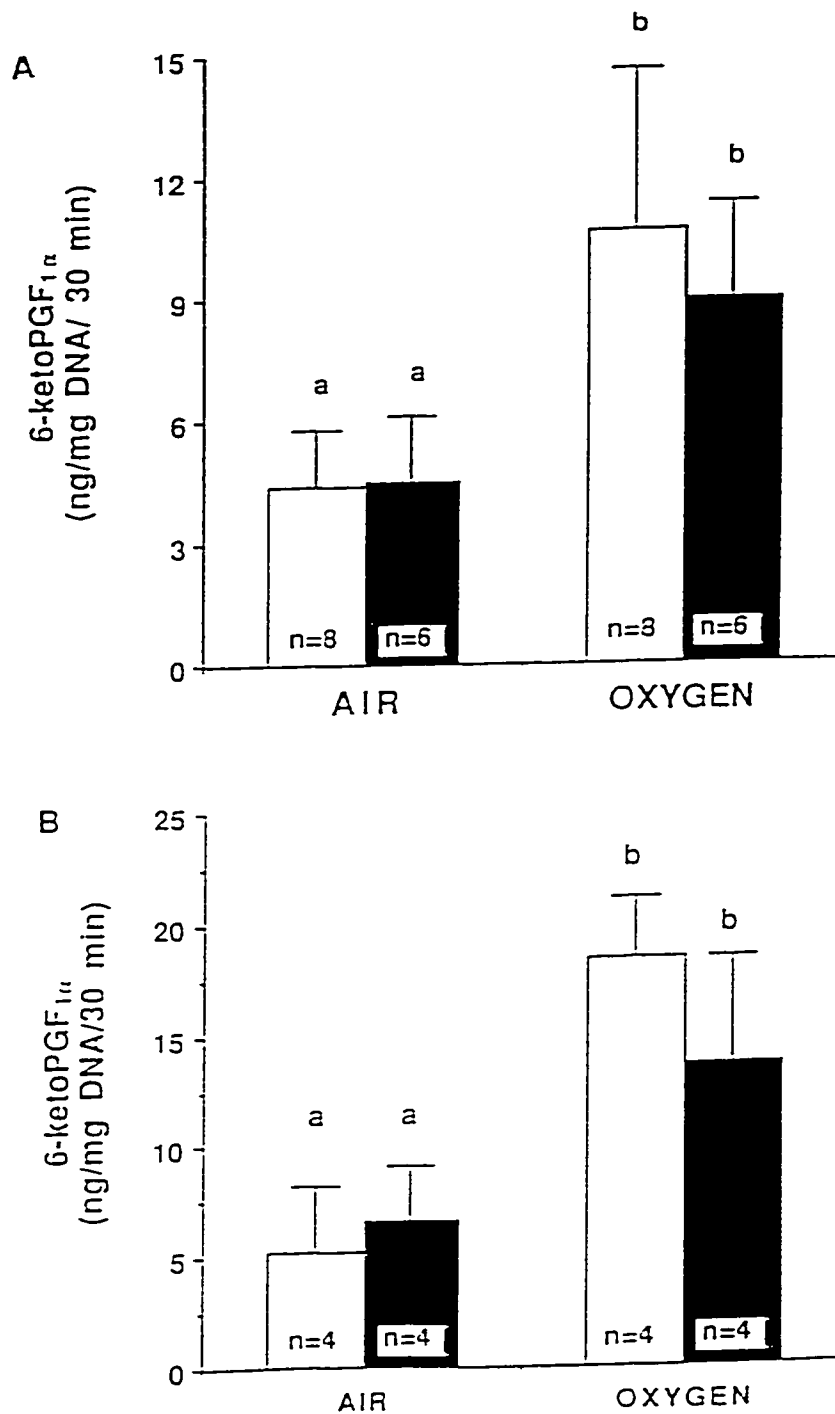 A
b
15
b
12
9
a
a
6
3
n=8
n=6
n=8
n=6
0
AIR
OXYGEN
6-ketoPGF1α
(ng/mg DNA/ 30 min)
B
25
b
b
20
15
a
a
10
5
n=4
n=4
n=4
n=4
0
AIR
OXYGEN
6-ketoPGF1α
(ng/mg DNA/30 min)